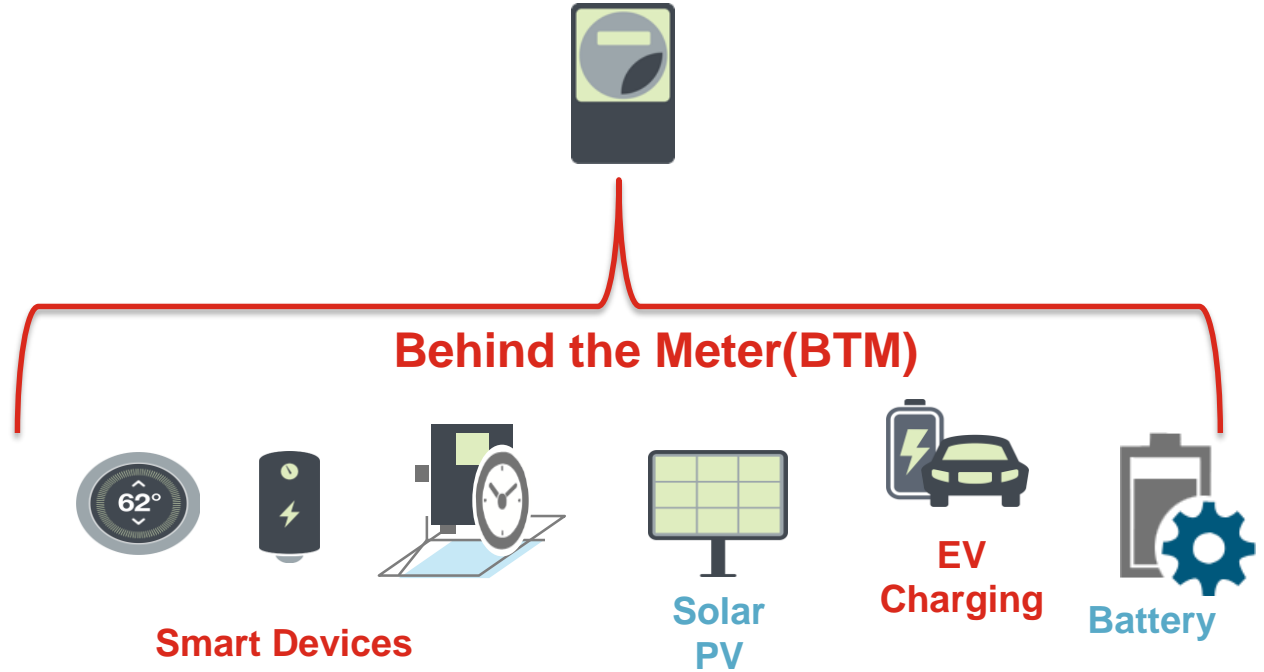 Behind the Meter(BTM)
62°
Smart Devices
Solar
PV
EV
Charging
Battery